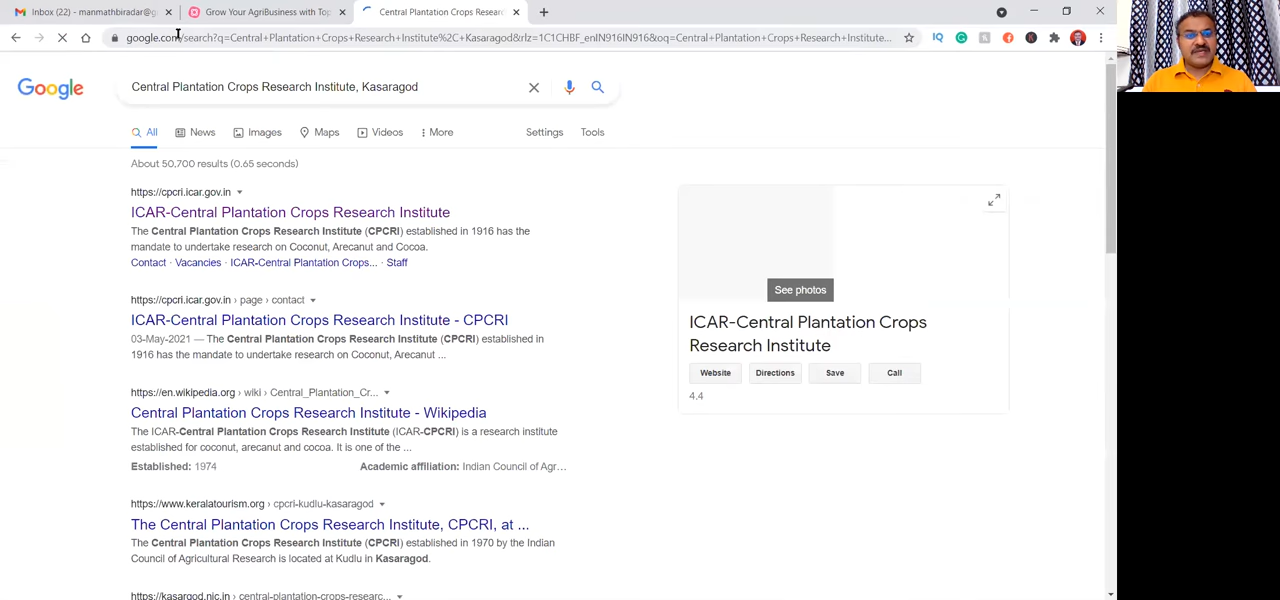 Inbox (22) - manmathbiradar@g
Grow Your AgriBusiness with Top
Central Plantation Crops Researc
google.com/search?q=Central+Plantation+Crops+Research+Institute%2C+Kasaragod&rlz=1C1CHBF_enIN916IN916&oq=Central+Plantation+Crops+Research+Institute...
Google
Central Plantation Crops Research Institute, Kasaragod
All
News
Images
Maps
Videos
More
Settings
Tools
About 50,700 results (0.65 seconds)
https://cpcri.icar.gov.in
ICAR-Central Plantation Crops Research Institute
The Central Plantation Crops Research Institute (CPCRI) established in 1916 has the
mandate to undertake research on Coconut, Arecanut and Cocoa.
Contact · Vacancies · ICAR-Central Plantation Crops... · Staff
https://cpcri.icar.gov.in › page › contact
ICAR-Central Plantation Crops Research Institute - CPCRI
03-May-2021 — The Central Plantation Crops Research Institute (CPCRI) established in
1916 has the mandate to undertake research on Coconut, Arecanut ...
https://en.wikipedia.org › wiki › Central_Plantation_Cr...
Central Plantation Crops Research Institute - Wikipedia
The ICAR-Central Plantation Crops Research Institute (ICAR-CPCRI) is a research institute
established for coconut, arecanut and cocoa. It is one of the ...
Established: 1974
Academic affiliation: Indian Council of Agr...
https://www.keralatourism.org › cpcri-kudlu-kasaragod
The Central Plantation Crops Research Institute, CPCRI, at ...
The Central Plantation Crops Research Institute (CPCRI) established in 1970 by the Indian
Council of Agricultural Research is located at Kudlu in Kasaragod.
https://kasargod.nic.in › central-plantation-crops-researc...
See photos
ICAR-Central Plantation Crops
Research Institute
Website
Directions
Save
Call
4.4